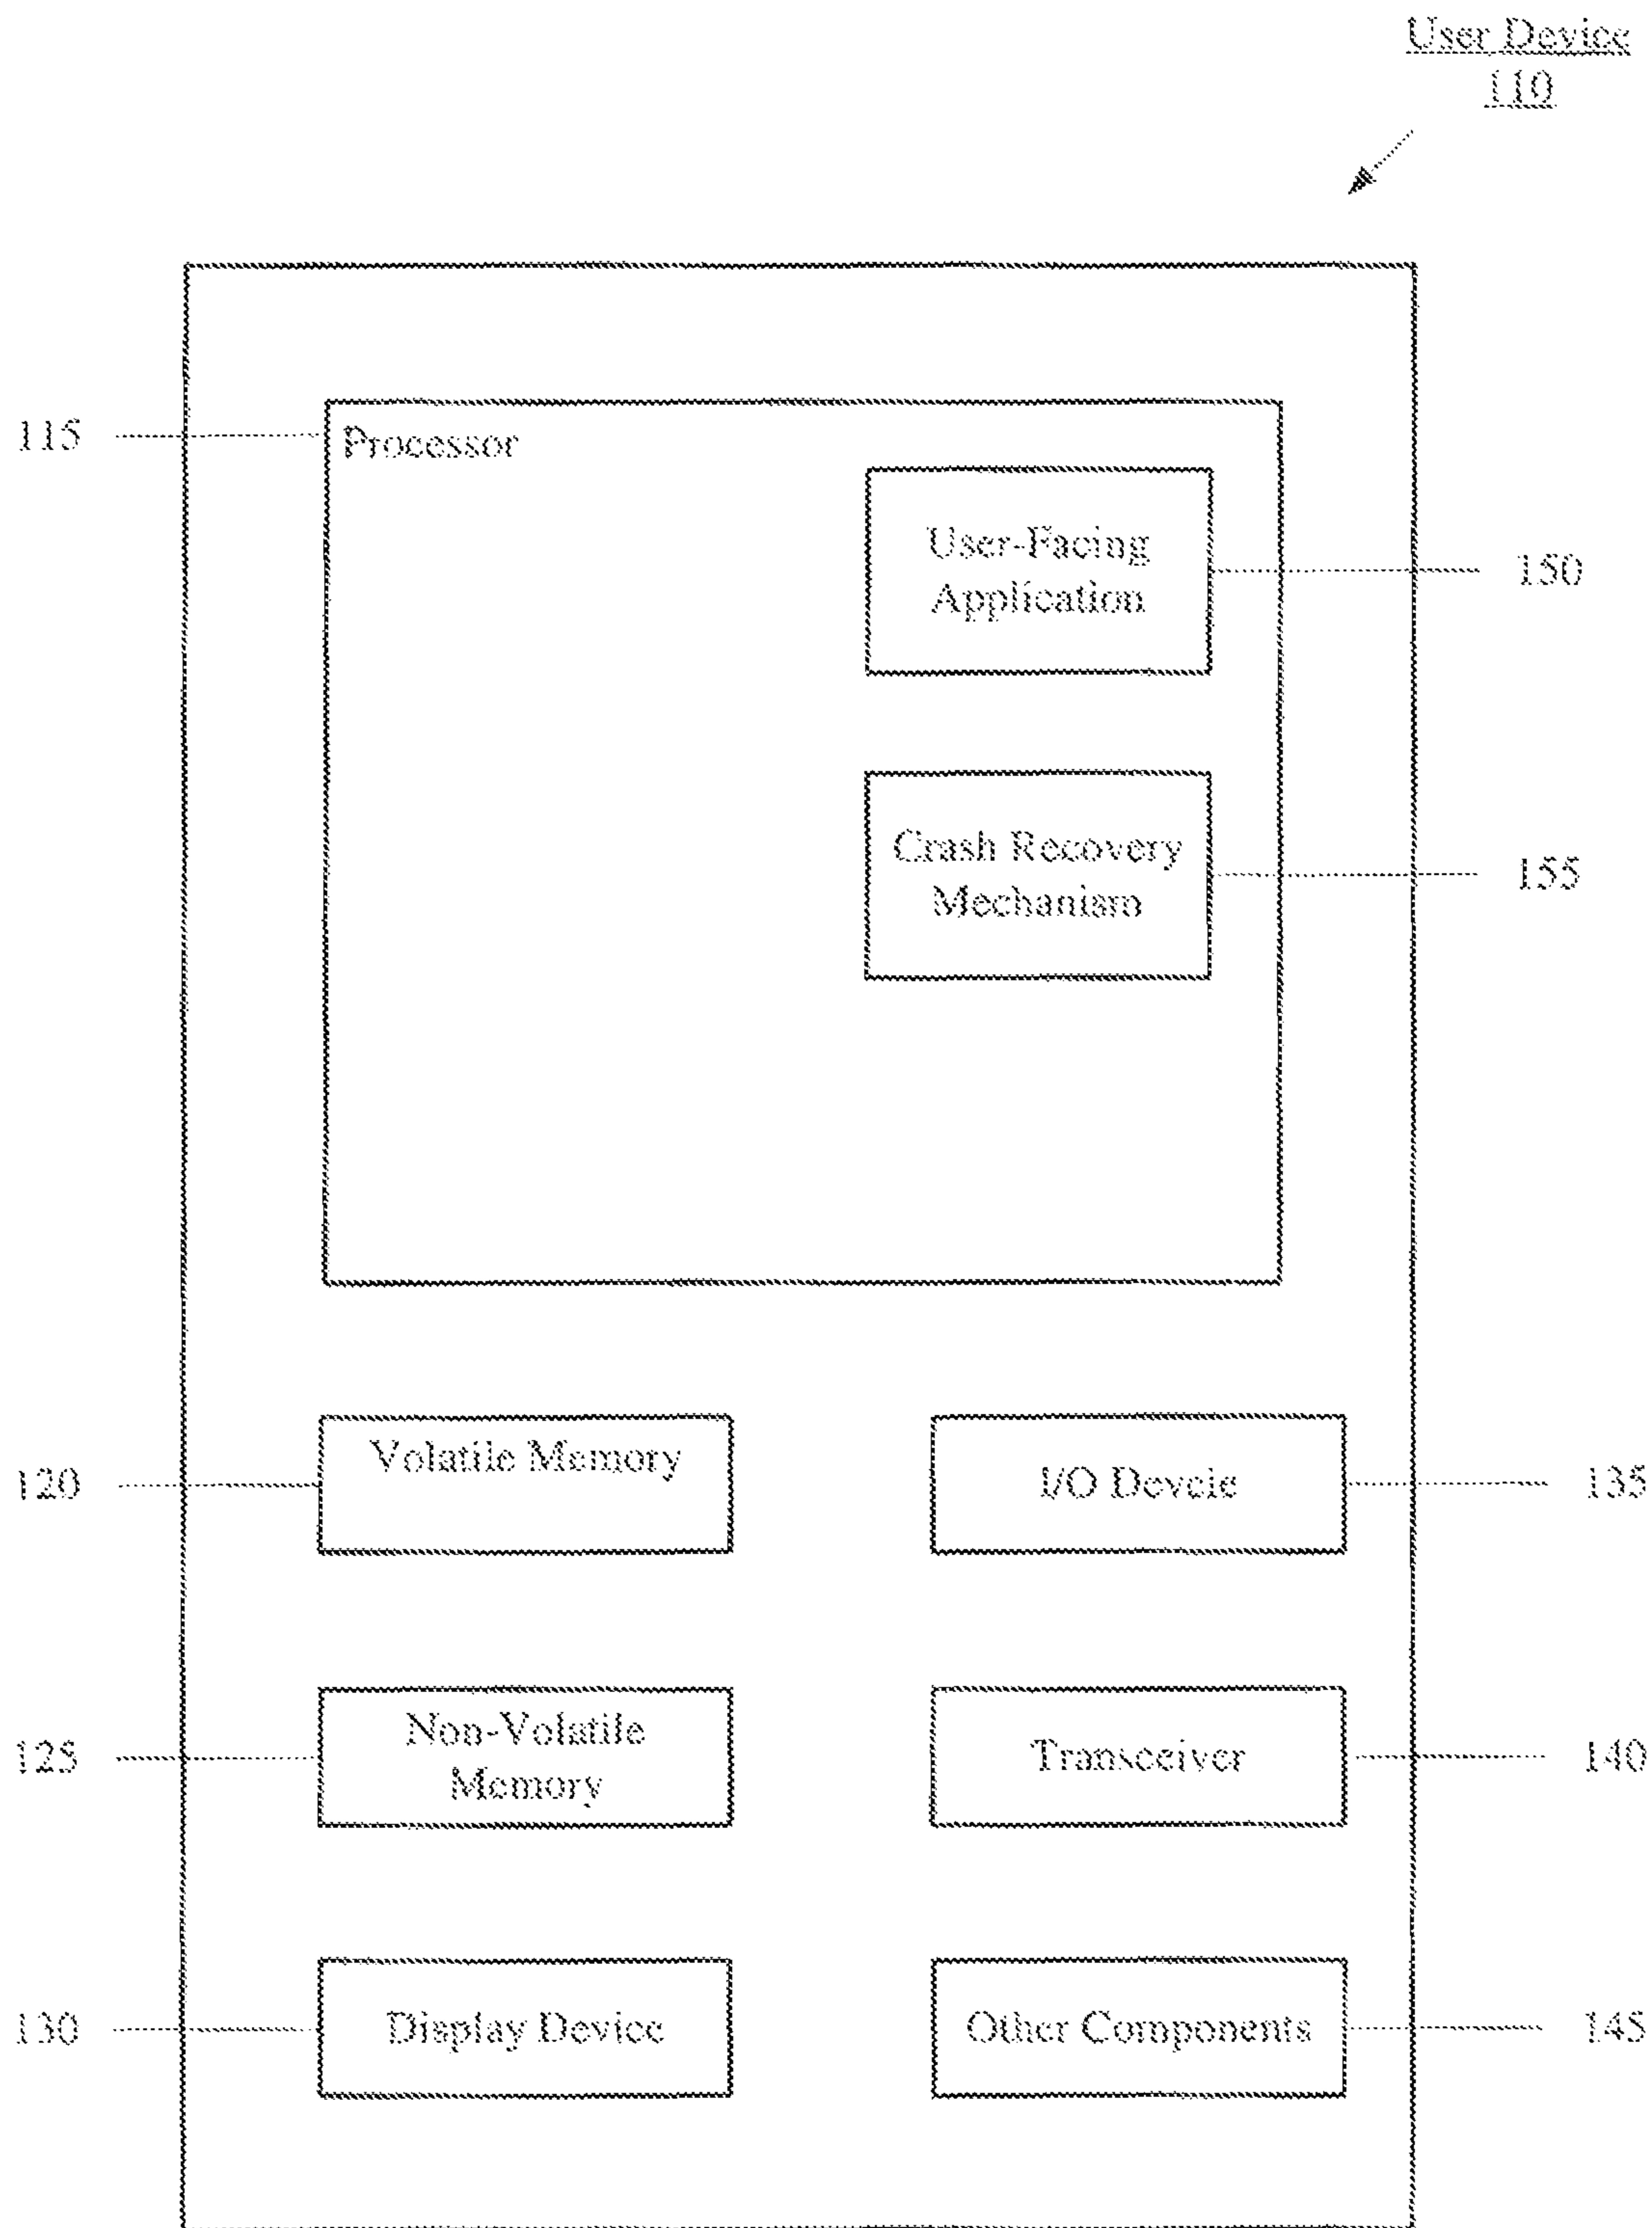 User Device
110
115
Processor
User-Facing
Application
150
Crash Recovery
Mechanism
155
120
Volatile Memory
I/O Deveie
135
125
Non-Volatile
Memory
Transceiver
140
130
Display Device
Other Components
145